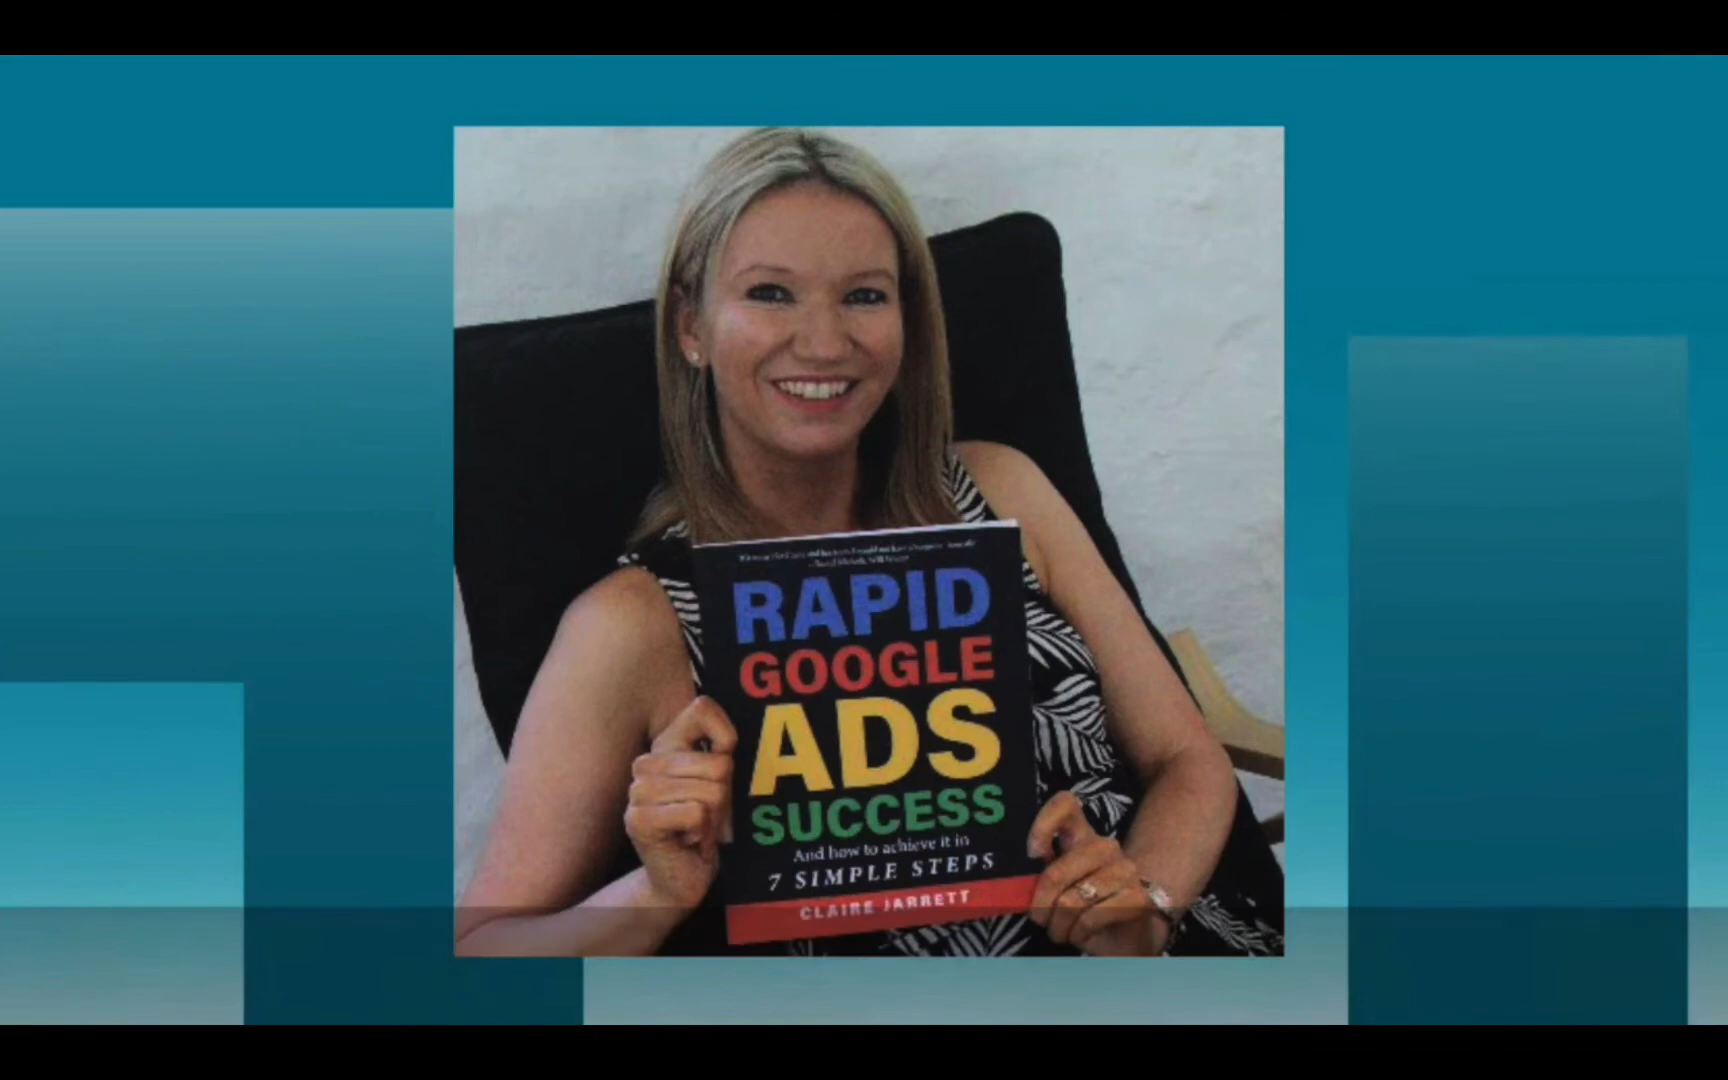 RAPID
GOOGLE
ADS
SUCCESS
And how to achieve it in
7 SIMPLE STEPS
CLAIRE JARRETT